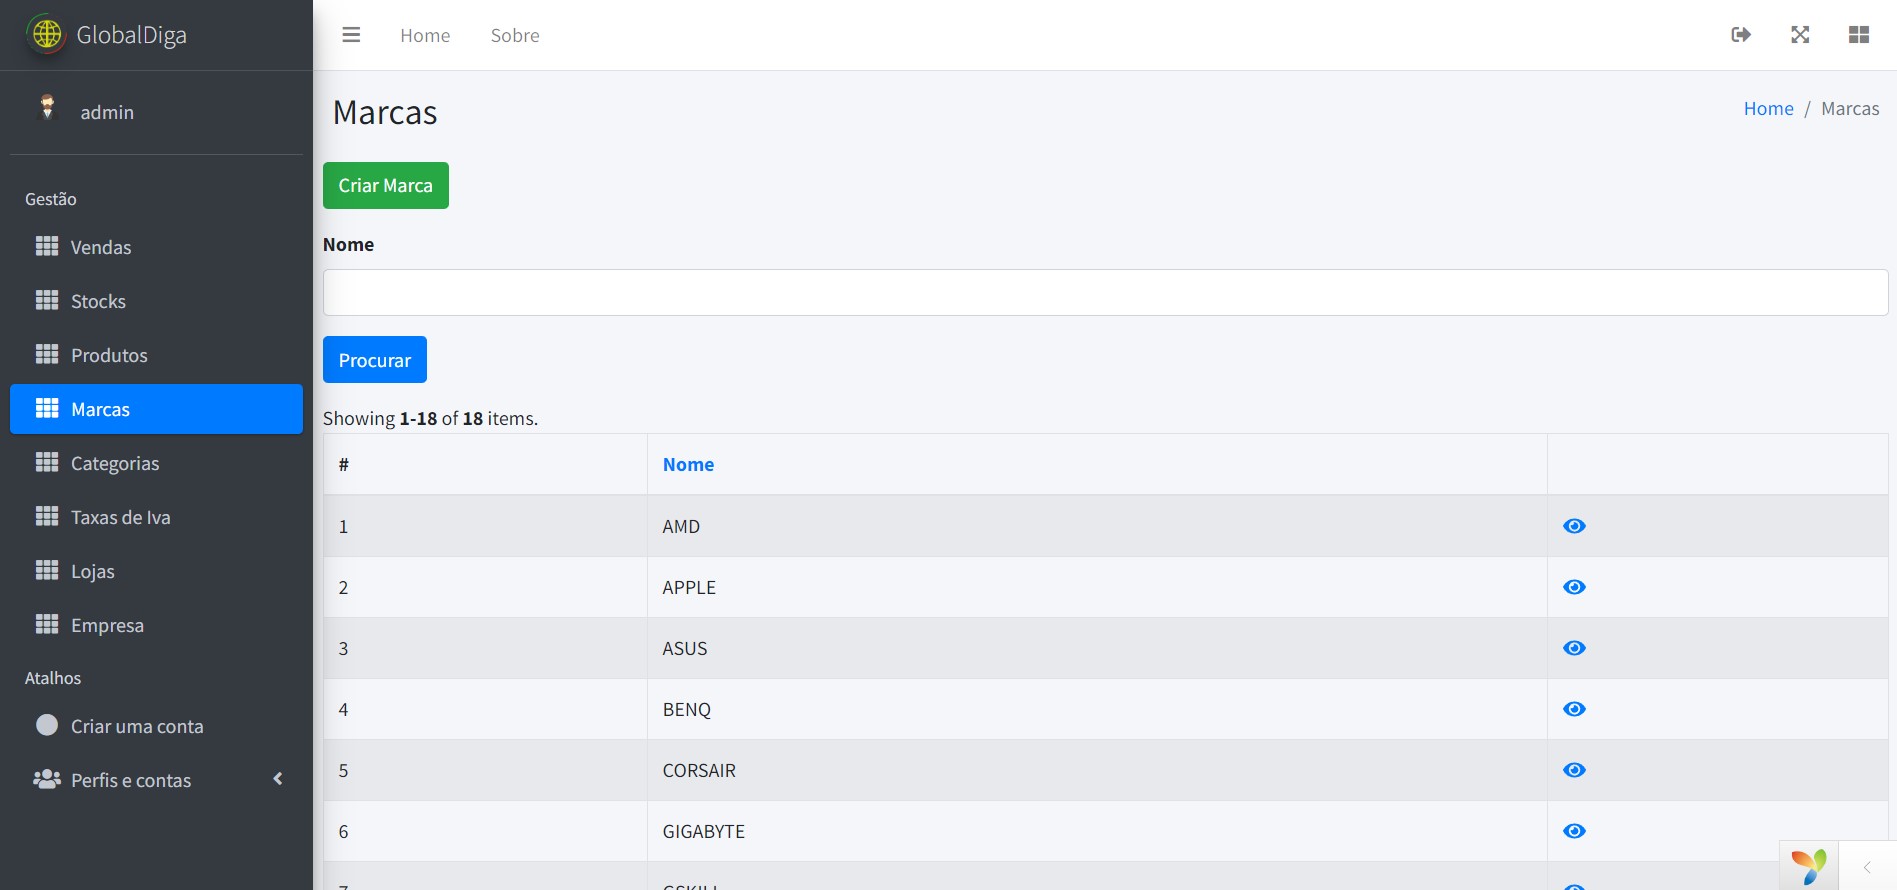 GlobalDiga
Home
Sobre
admin
Marcas
Home / Marcas
Criar Marca
Gestão
Vendas
Stocks
Produtos
Marcas
Categorias
Taxas de Iva
Lojas
Empresa
Atalhos
Criar uma conta
Perfis e contas
Nome
Procurar
Showing 1-18 of 18 items.
# Nome
1 AMD
2 APPLE
3 ASUS
4 BENQ
5 CORSAIR
6 GIGABYTE